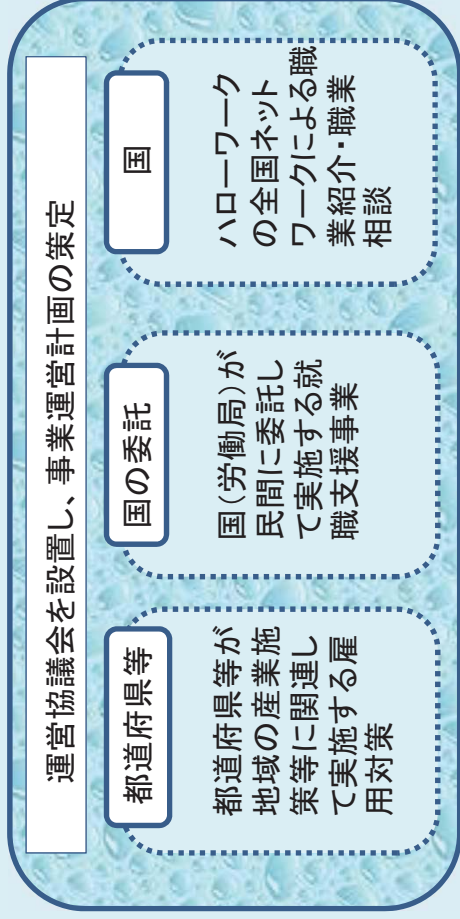 運営協議会を設置し、事業運営計画の策定
都道府県等
都道府県等が
地域の産業施
策等に関連し
て実施する雇
用対策
国の委託
国(労働局)が
民間に委託し
て実施する就
職支援事業
国
ハローワーク
の全国ネット
ワークによる職
業紹介・職業
相談